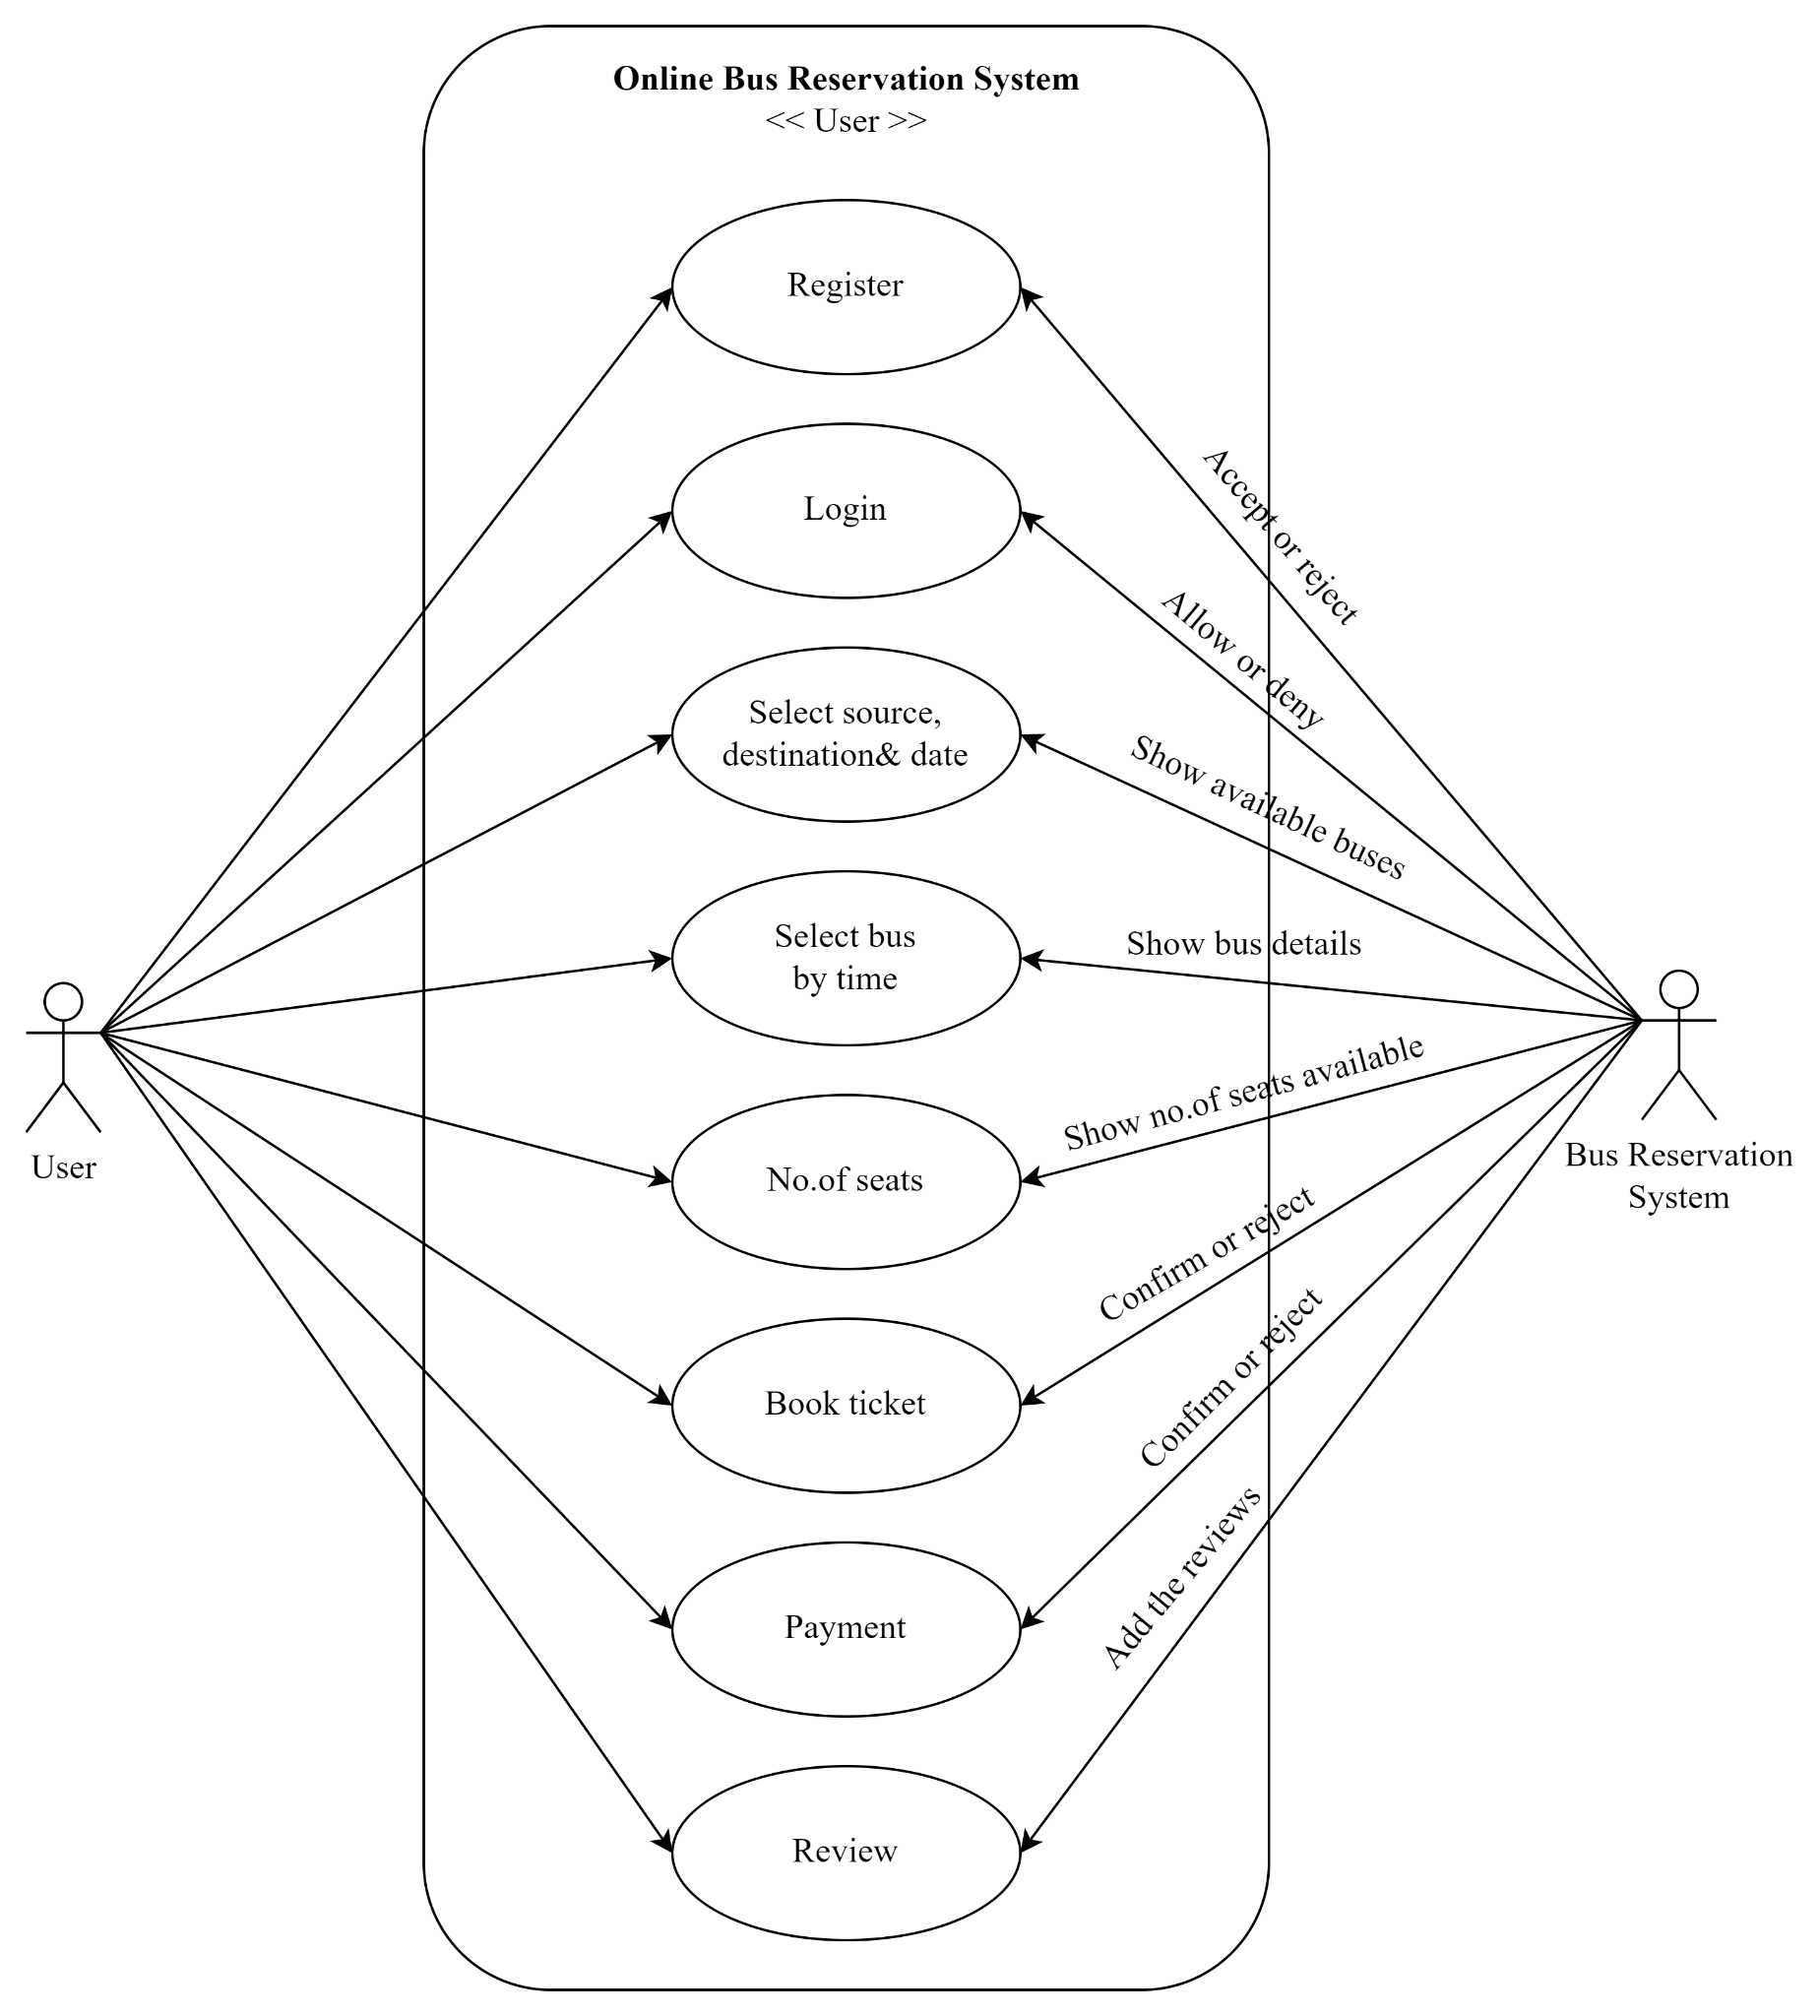 Online Bus Reservation System
<< User >>
Register
Login
Select source,
destination& date
Select bus
by time
No.of seats
Book ticket
Payment
Review
Accept or reject
Allow or deny
Show available buses
Show bus details
Show no.of seats available
Confirm or reject
Confirm or reject
Add the reviews
User
Bus Reservation
System